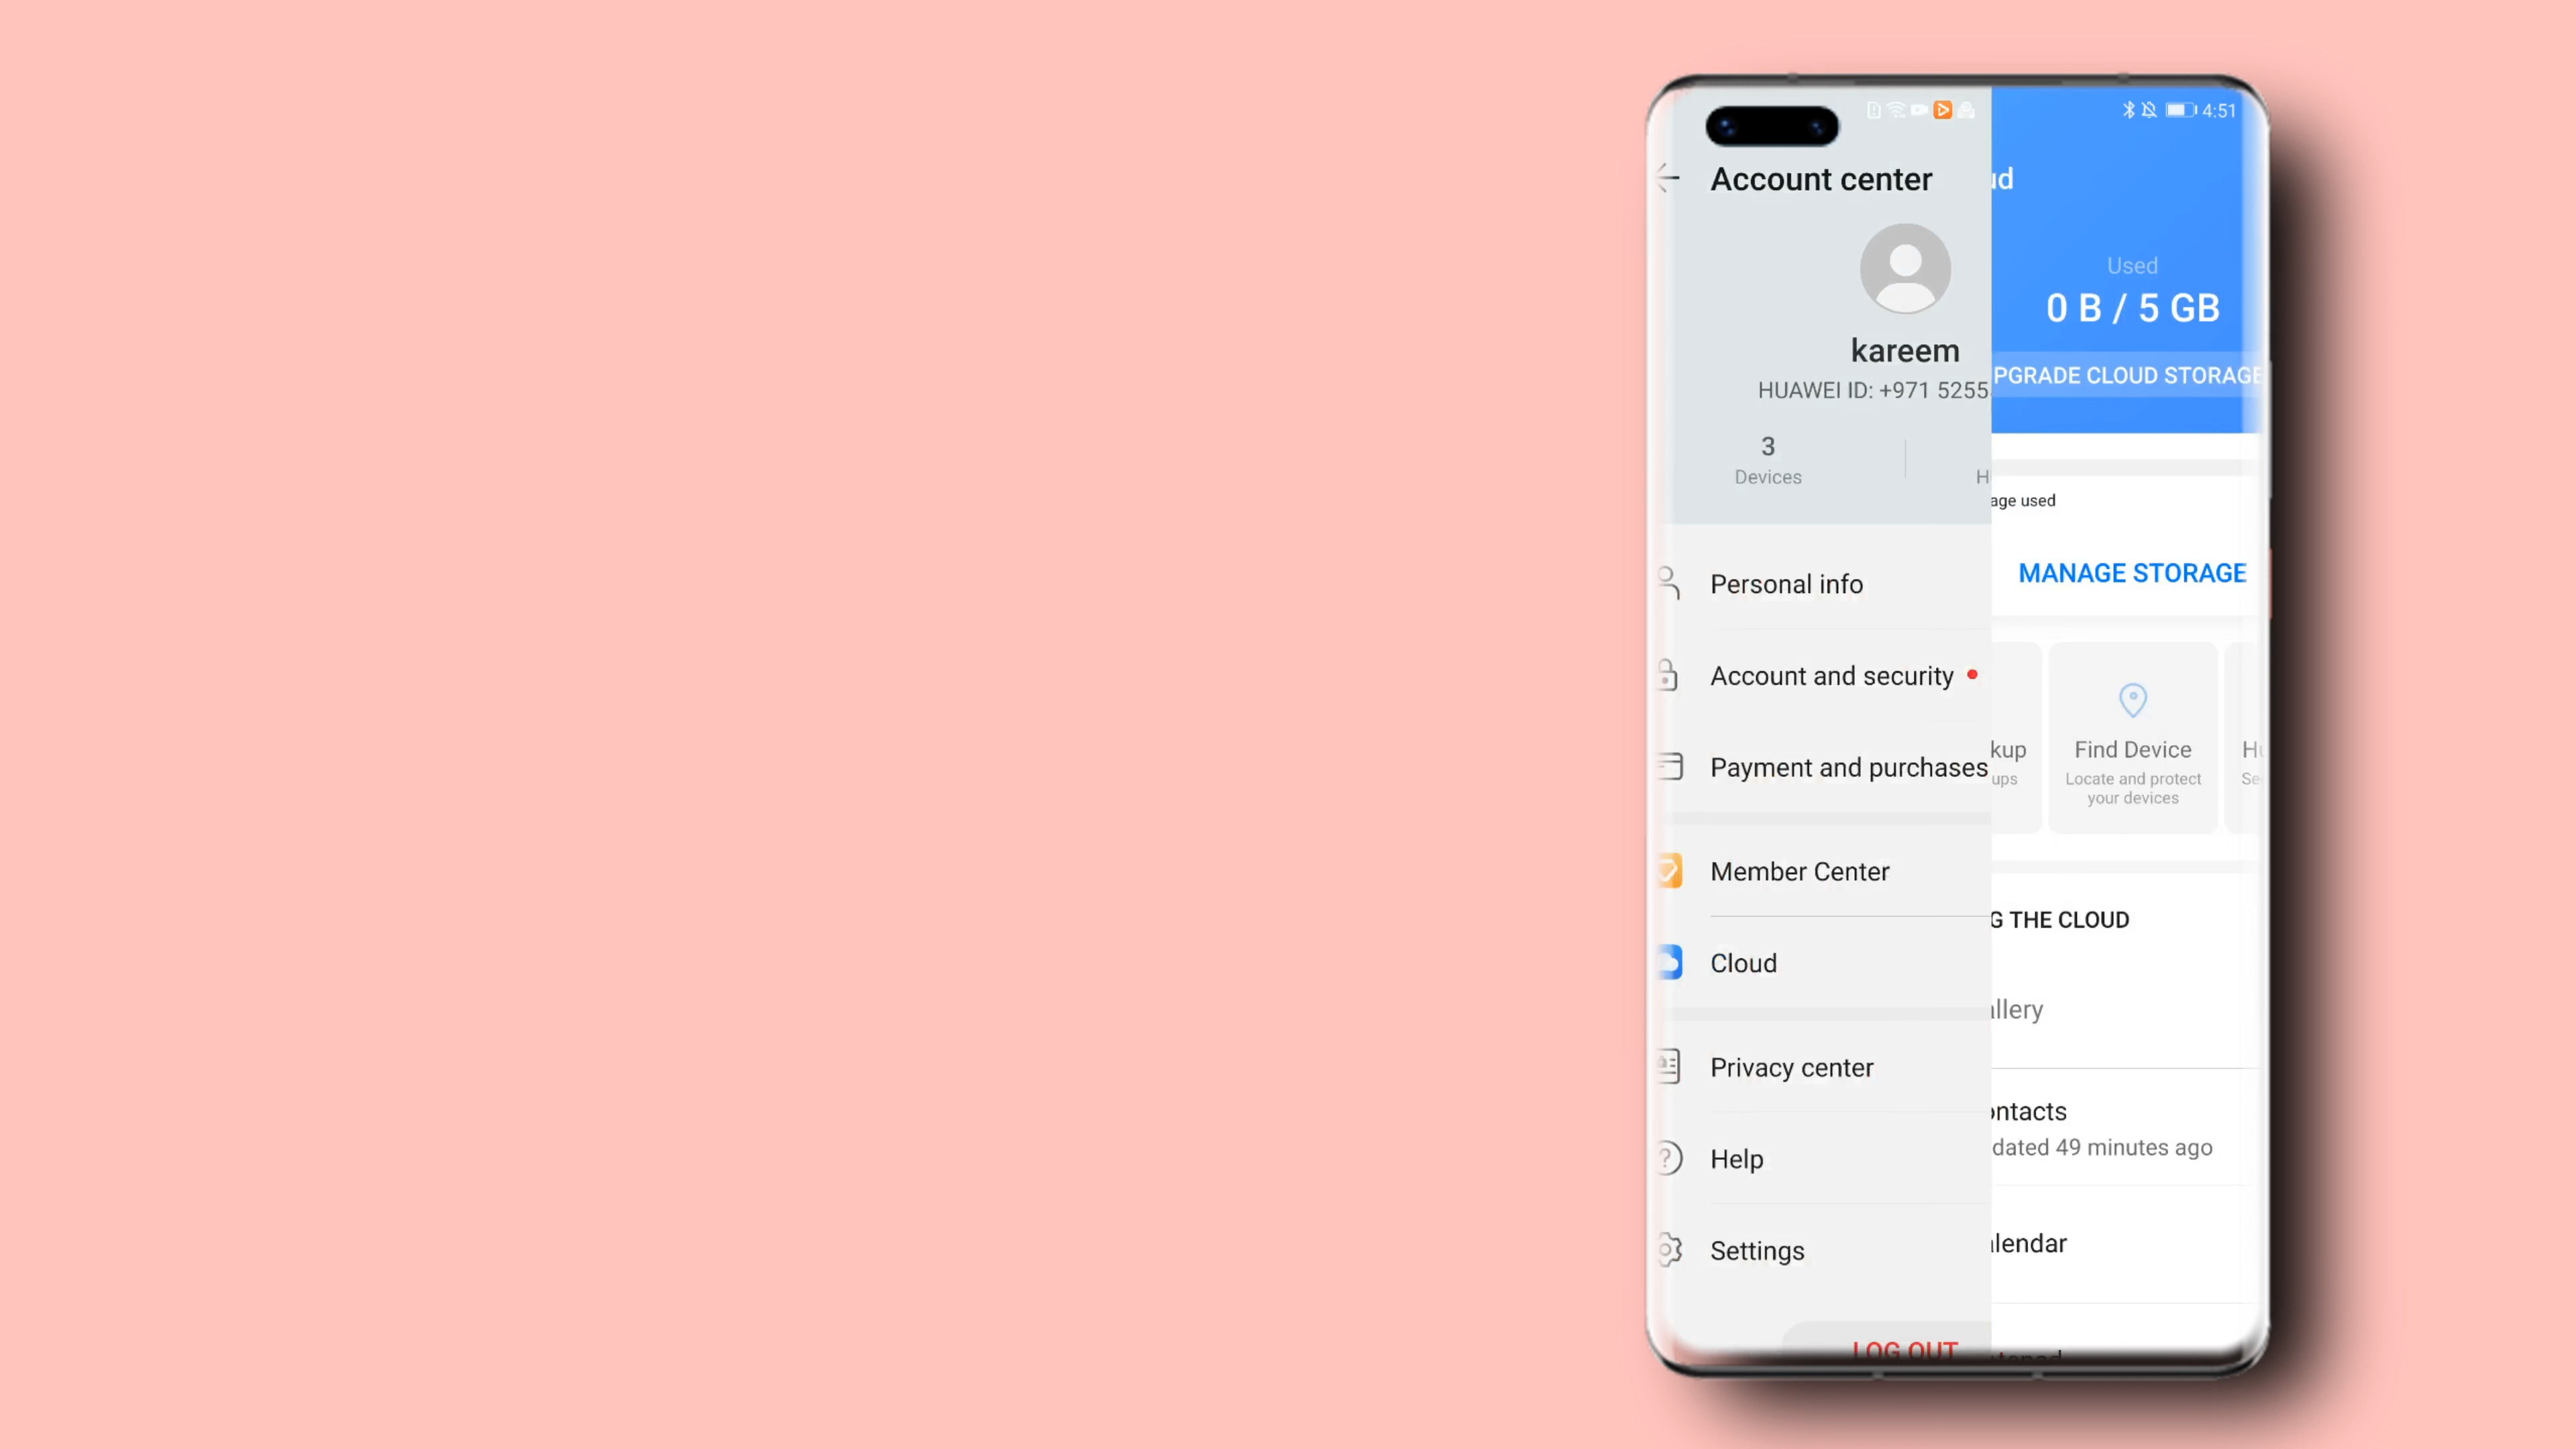 4:51
Account center
ud
kareem
HUAWEI ID: +971 5255
3
Devices
H
Used
0 B / 5 GB
PGRADE CLOUD STORAGE
age used
MANAGE STORAGE
Personal info
Account and security
Payment and purchases
kup
ups
Find Device
Locate and protect
your devices
Hu
Se
Member Center
Cloud
G THE CLOUD
allery
Privacy center
ontacts
dated 49 minutes ago
Help
alendar
Settings
LOG OUT